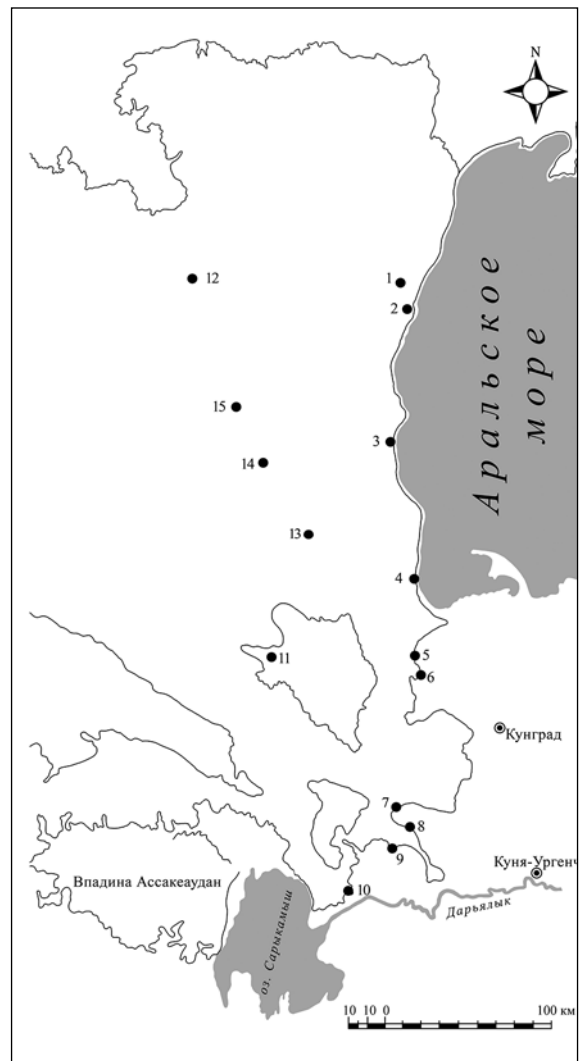 N
Аральское
море
1
2
12
15
3
14
13
4
5
11
6
Кунград
7
8
9
Куня-Ургенч
Впадина Ассакеаудан
10
Дарьялык
оз. Сарыкамыш
10 10 0 100 км